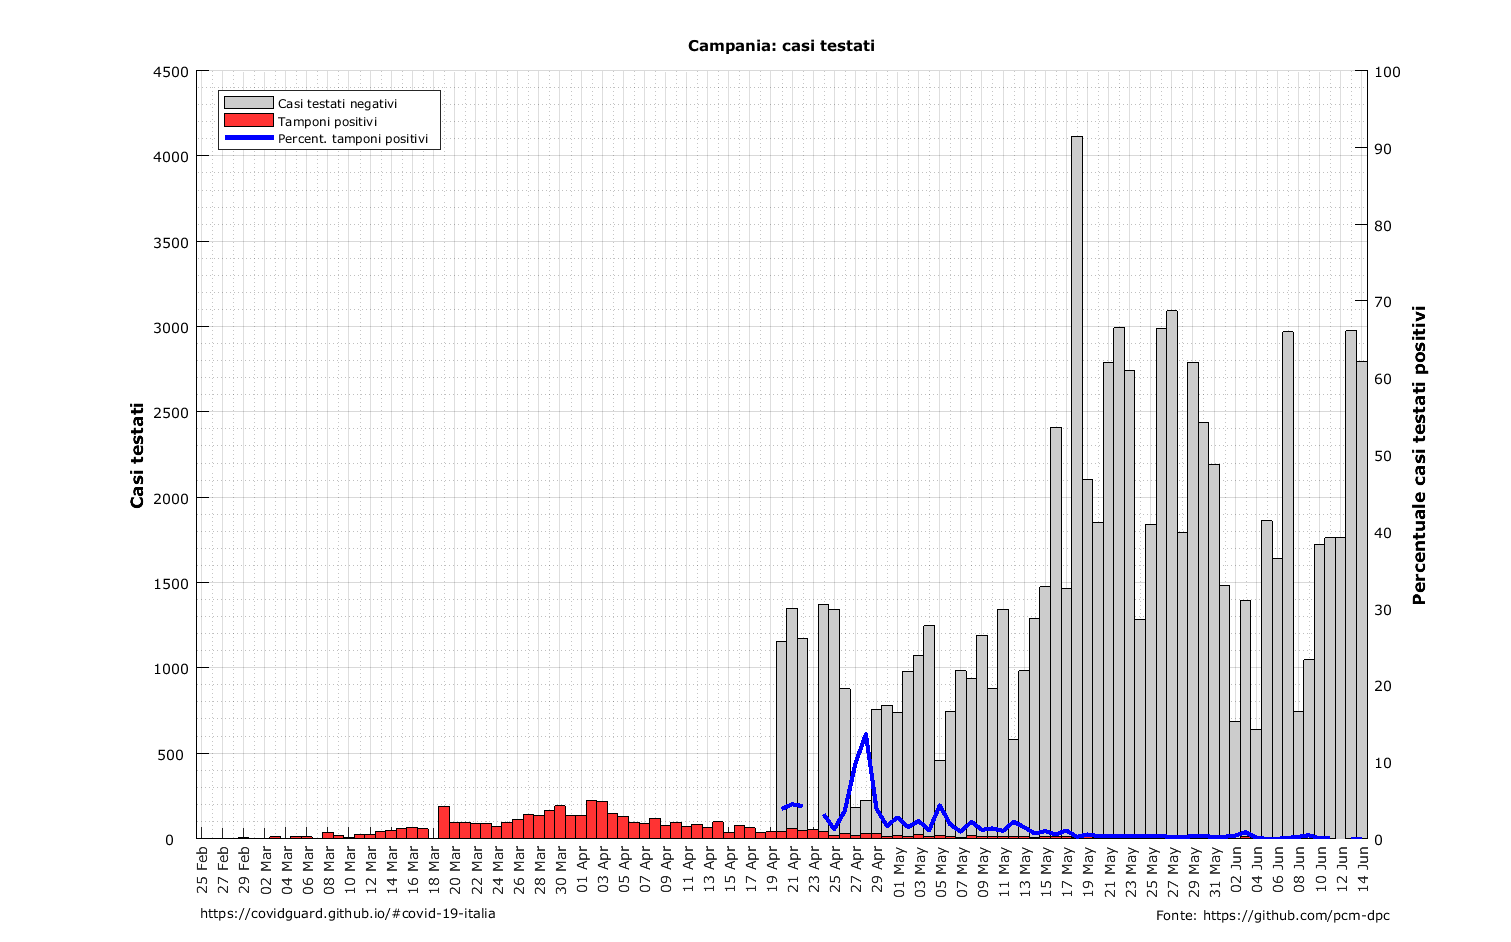 Campania: casi testati
Casi testati negativi
Tamponi positivi
Percent. tamponi positivi
Casi testati
4500
4000
3500
3000
2500
2000
1500
1000
500
0
100
90
80
70
60
50
40
30
20
10
0
Percentuale casi testati positivi
25 Feb
27 Feb
29 Feb
02 Mar
04 Mar
06 Mar
08 Mar
10 Mar
12 Mar
14 Mar
16 Mar
18 Mar
20 Mar
22 Mar
24 Mar
26 Mar
28 Mar
30 Mar
01 Apr
03 Apr
05 Apr
07 Apr
09 Apr
11 Apr
13 Apr
15 Apr
17 Apr
19 Apr
21 Apr
23 Apr
25 Apr
27 Apr
29 Apr
01 May
03 May
05 May
07 May
09 May
11 May
13 May
15 May
17 May
19 May
21 May
23 May
25 May
27 May
29 May
31 May
02 Jun
04 Jun
06 Jun
08 Jun
10 Jun
12 Jun
14 Jun
https://covidguard.github.io/#covid-19-italia
Fonte: https://github.com/pcm-dpc